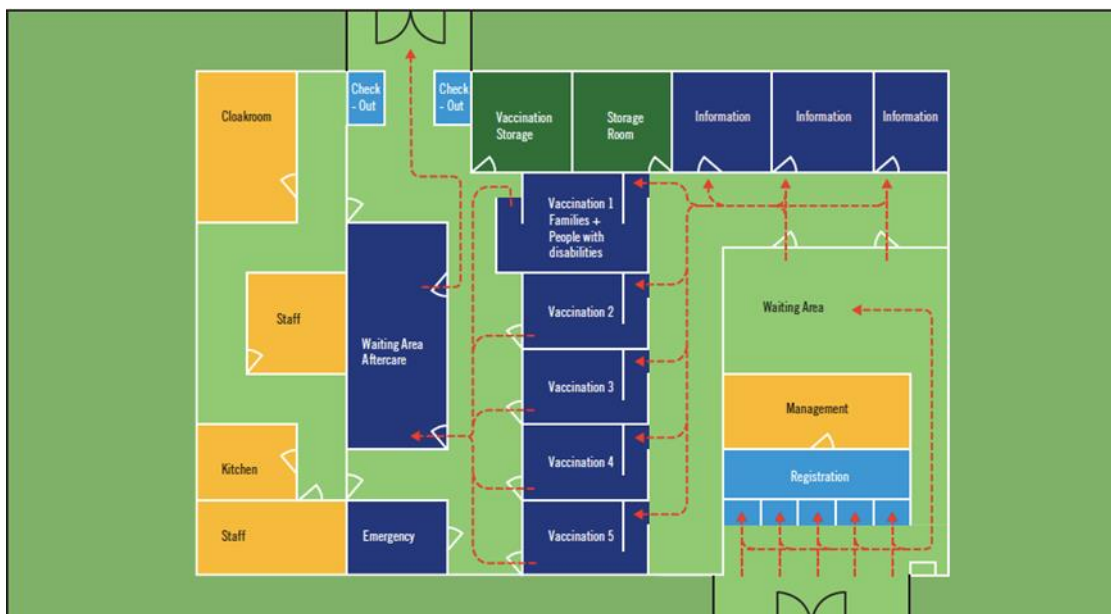 Cloakroom
Check
- Out
Check
- Out
Vaccination
Storage
Storage
Room
Information
Information
Information
Vaccination 1
Families +
People with
disabilities
Staff
Waiting Area
Aftercare
Vaccination 2
Waiting Area
Vaccination 3
Management
Kitchen
Vaccination 4
Registration
Staff
Emergency
Vaccination 5